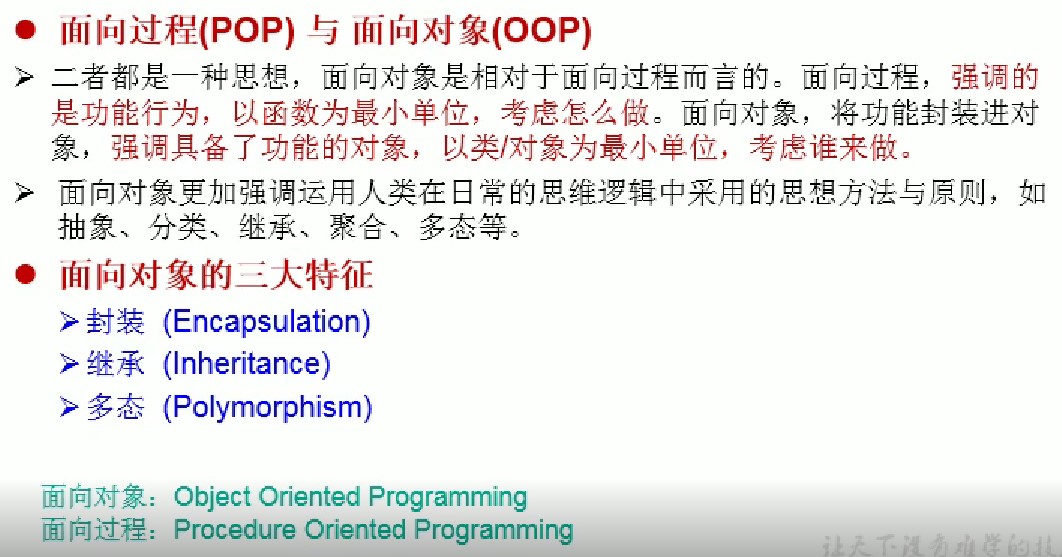 ● 面向过程(POP) 与 面向对象(OOP)
➢ 二者都是一种思想，面向对象是相对于面向过程而言的。面向过程，强调的
是功能行为，以函数为最小单位，考虑怎么做。面向对象，将功能封装进对
象，强调具备了功能的对象，以类/对象为最小单位，考虑谁来做。
➢ 面向对象更加强调运用人类在日常的思维逻辑中采用的思想方法与原则，如
抽象、分类、继承、聚合、多态等。
● 面向对象的三大特征
➢ 封装 (Encapsulation)
➢ 继承 (Inheritance)
➢ 多态 (Polymorphism)
面向对象：Object Oriented Programming
面向过程：Procedure Oriented Programming
让天下没有难学的技